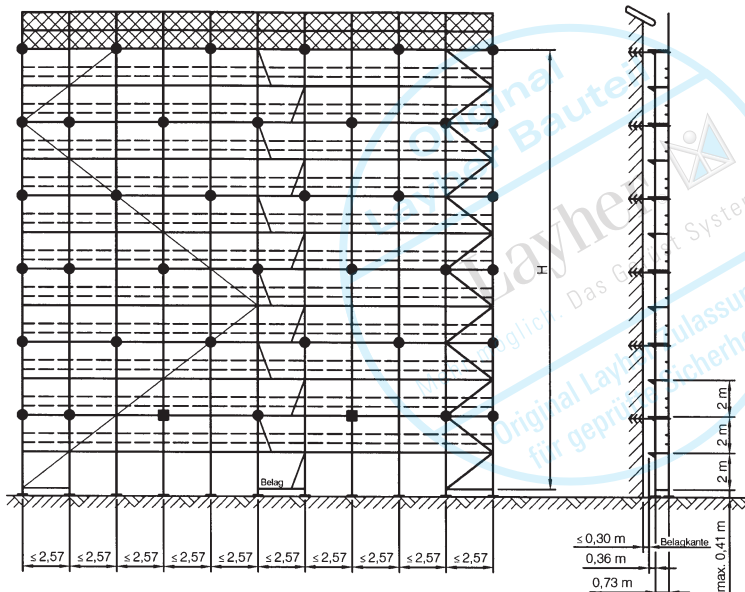 Original
Layher Bauteil
Layher
Mehr möglich. Das Gerüst System
Original Layher Zulassung
für geprüfte Sicherheit
H
Belag
2 m
2 m
2 m
max. 0,41 m
≤ 0,30 m
Belagkante
0,36 m
0,73 m
≤ 2,57 ≤ 2,57 ≤ 2,57 ≤ 2,57 ≤ 2,57 ≤ 2,57 ≤ 2,57 ≤ 2,57 ≤ 2,57 ≤ 2,57